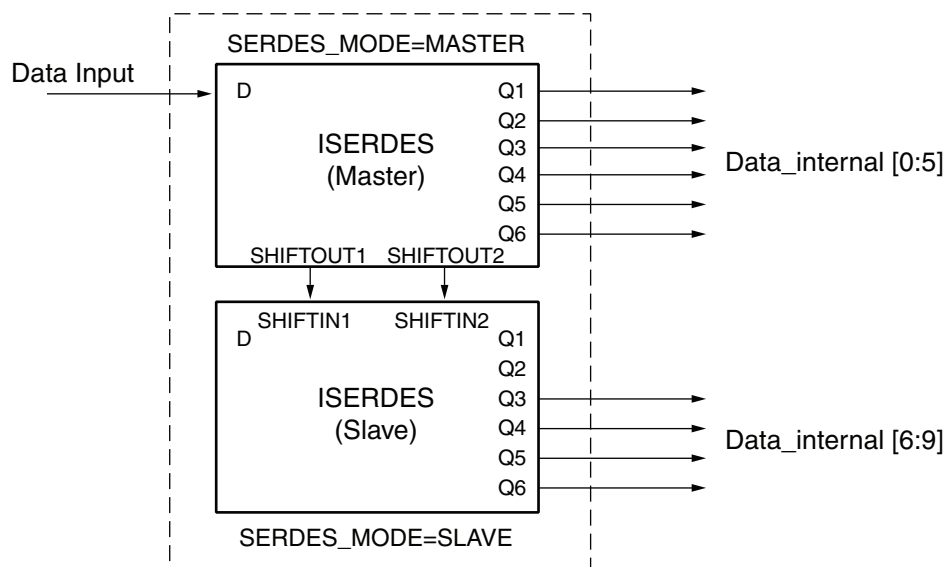 SERDES_MODE=MASTER
Data Input
D
Q1
Q2
ISERDES
(Master)
Q3
Q4
Q5
Q6
Data_internal [0:5]
SHIFTOUT1 SHIFTOUT2
SHIFTIN1 SHIFTIN2
D
Q1
Q2
ISERDES
(Slave)
Q3
Q4
Q5
Q6
Data_internal [6:9]
SERDES_MODE=SLAVE